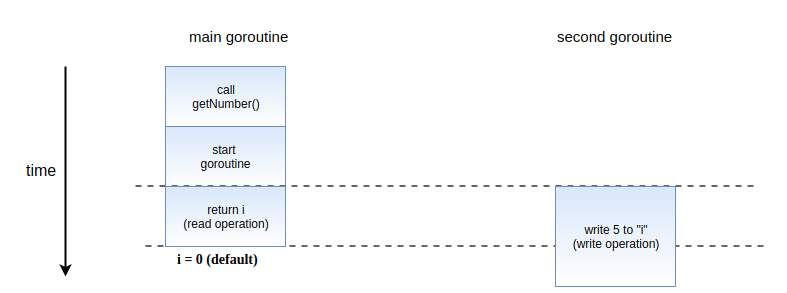 main goroutine
second goroutine
call
getNumber()
start
goroutine
time
return i
(read operation)
write 5 to "i"
(write operation)
i = 0 (default)